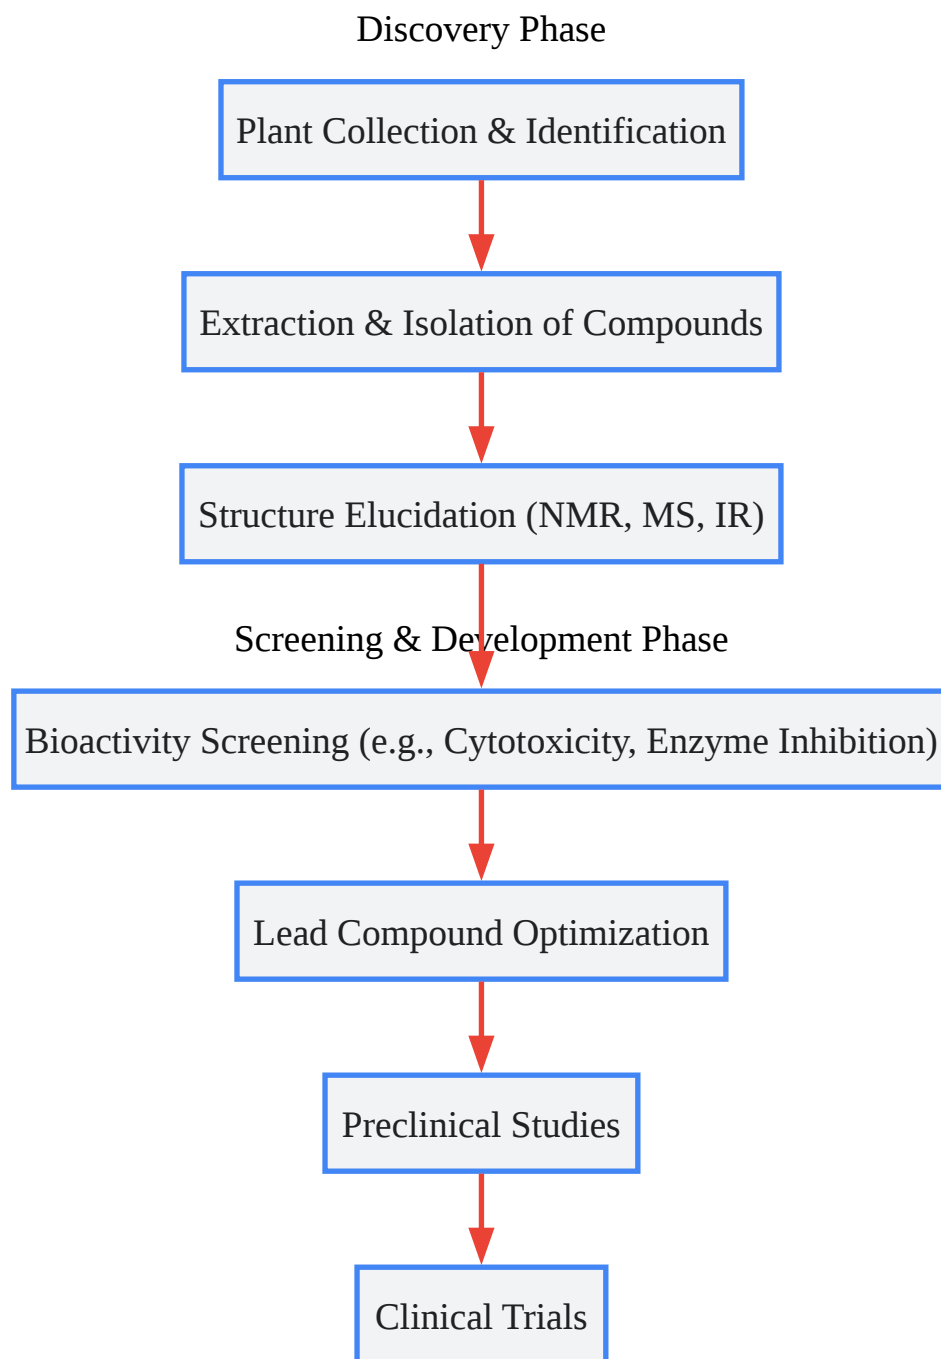 Discovery Phase
Plant Collection & Identification
Extraction & Isolation of Compounds
Structure Elucidation (NMR, MS, IR)
Screening & Development Phase
Bioactivity Screening (e.g., Cytotoxicity, Enzyme Inhibition)
Lead Compound Optimization
Preclinical Studies
Clinical Trials